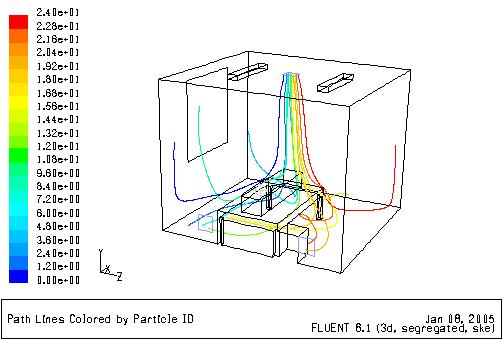 2.40e+01
2.28e+01
2.16e+01
2.04e+01
1.92e+01
1.80e+01
1.68e+01
1.56e+01
1.44e+01
1.32e+01
1.20e+01
1.08e+01
9.60e+00
8.40e+00
7.20e+00
6.00e+00
4.80e+00
3.60e+00
2.40e+00
1.20e+00
0.00e+00
Y
X
Z
Path Lines Colored by Particle ID
Jan 08, 2005
FLUENT 6.1 (3d, segregated, ske)